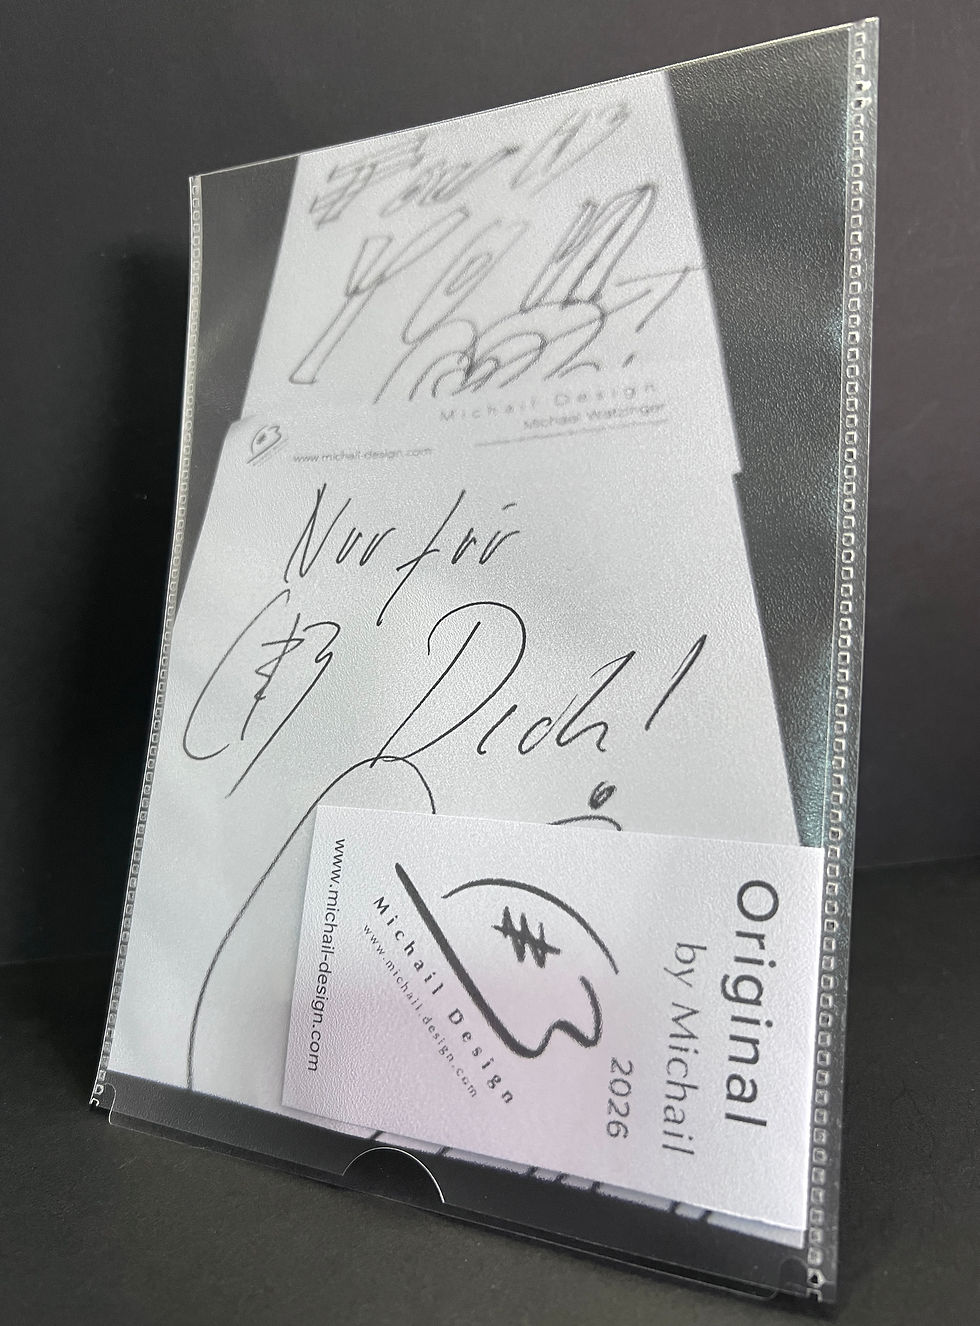 Michail Design
Michael Watzinger
www.michail-design.com
Nur für
Dich!
Original
by Michail
2026
Michail Design
www.michail.design.com
www.michail-design.com